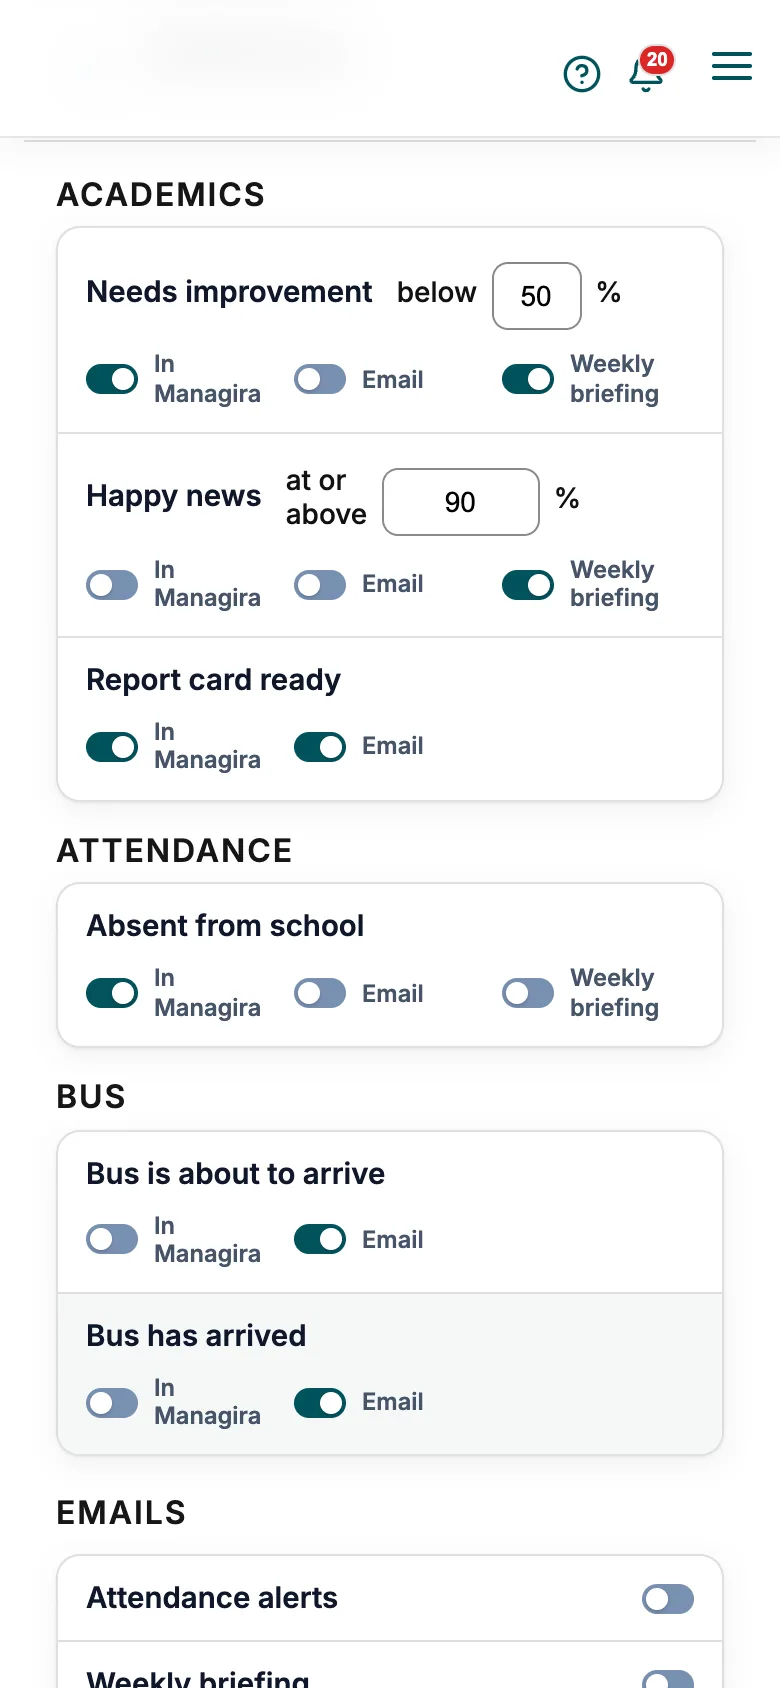 20
ACADEMICS
Needs improvement below 50 %
In Managira Email Weekly briefing
Happy news at or above 90 %
In Managira Email Weekly briefing
Report card ready
In Managira Email
ATTENDANCE
Absent from school
In Managira Email Weekly briefing
BUS
Bus is about to arrive
In Managira Email
Bus has arrived
In Managira Email
EMAILS
Attendance alerts
Weekly briefing